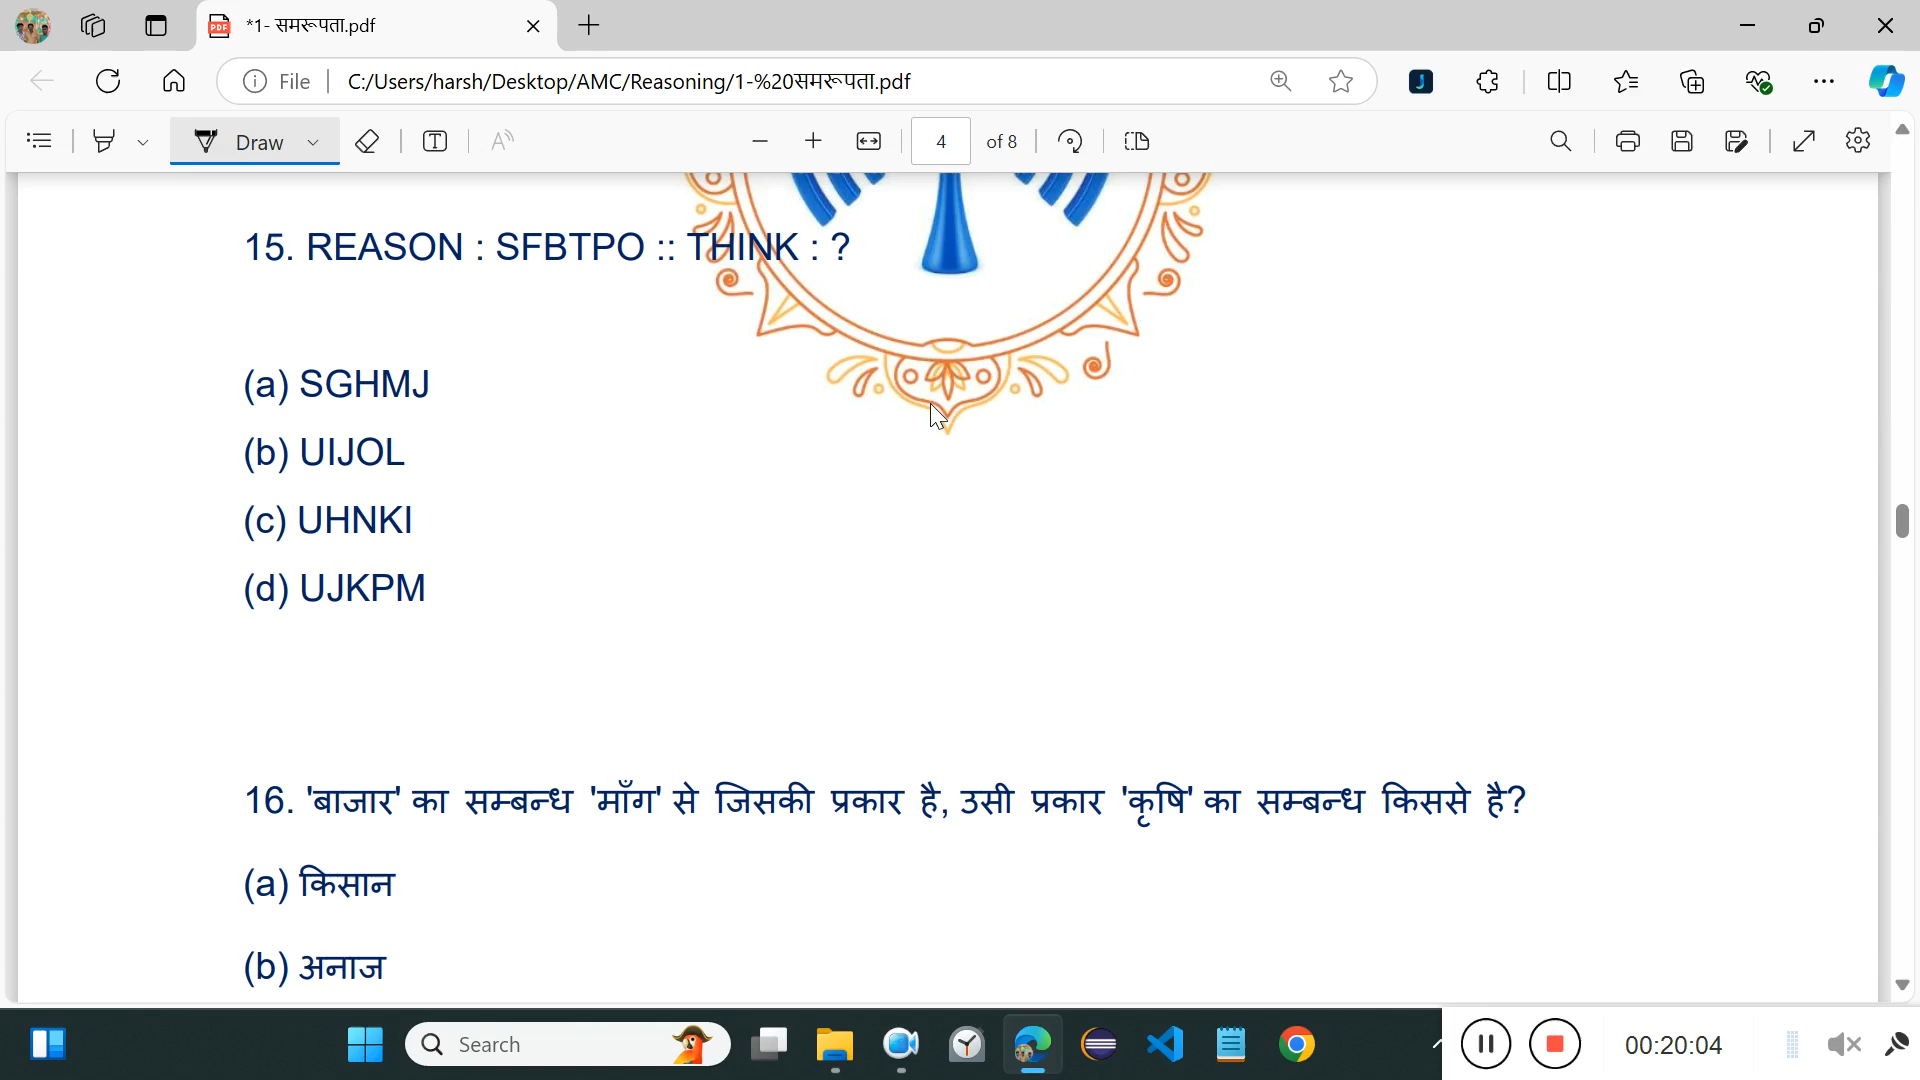 *1- समरूपता.pdf
File
C:/Users/harsh/Desktop/AMC/Reasoning/1-%20समरूपता.pdf
Draw
4 of 8
15. REASON : SFBTPO :: THINK : ?
(a) SGHMJ
(b) UIJOL
(c) UHNKI
(d) UJKPM
16. 'बाजार' का सम्बन्ध 'माँग' से जिसकी प्रकार है, उसी प्रकार 'कृषि' का सम्बन्ध किससे है?
(a) किसान
(b) अनाज
Search
00:20:04